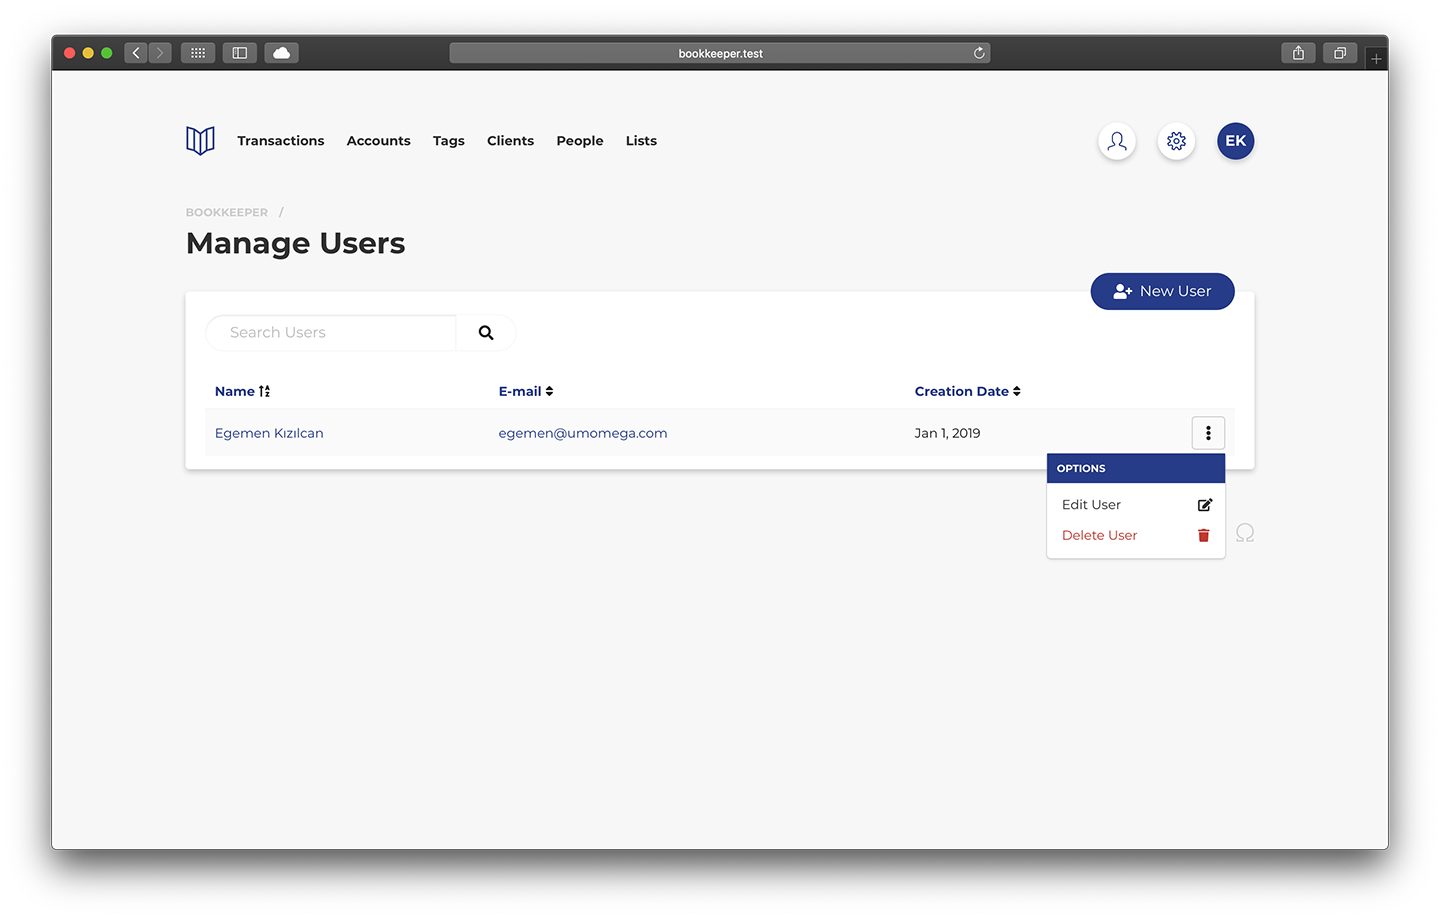 bookkeeper.test
Transactions Accounts Tags Clients People Lists
EK
BOOKKEEPER /
Manage Users
New User
Search Users
Name E-mail Creation Date
Egemen Kızılcan egemen@umomega.com Jan 1, 2019
OPTIONS
Edit User
Delete User
Ω